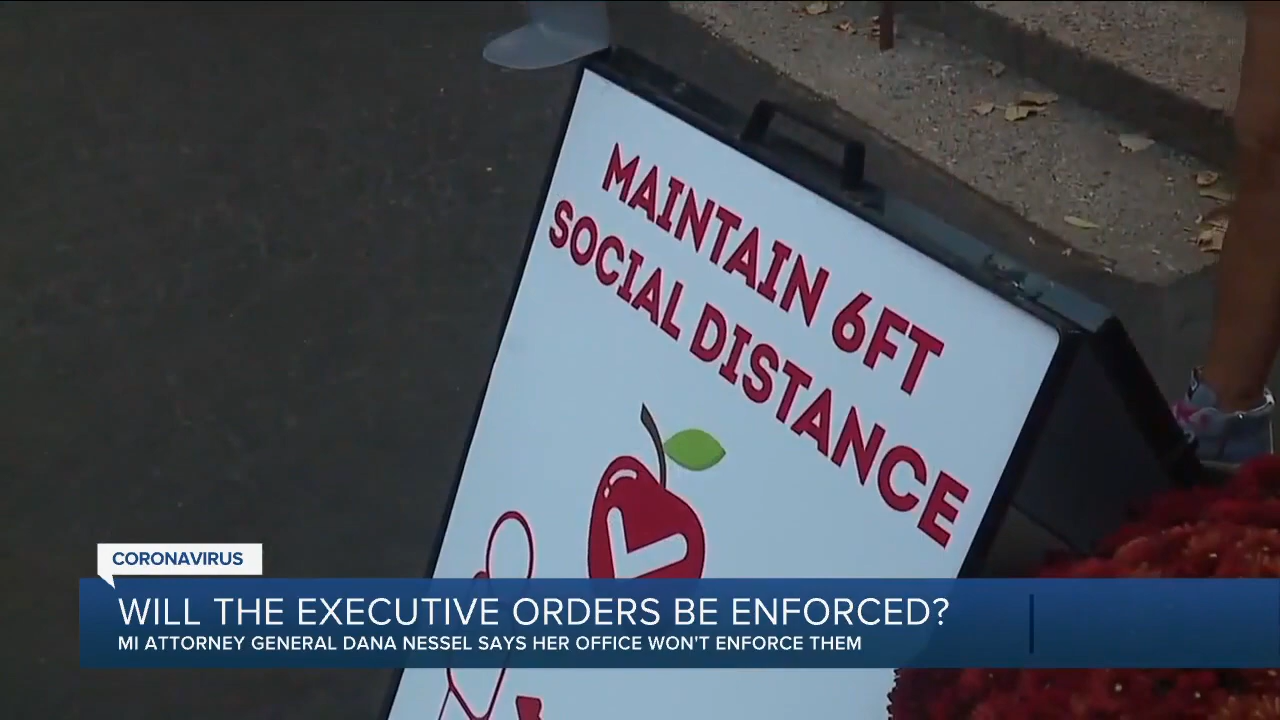 MAINTAIN 6FT
SOCIAL DISTANCE
CORONAVIRUS
WILL THE EXECUTIVE ORDERS BE ENFORCED?
MI ATTORNEY GENERAL DANA NESSEL SAYS HER OFFICE WON'T ENFORCE THEM